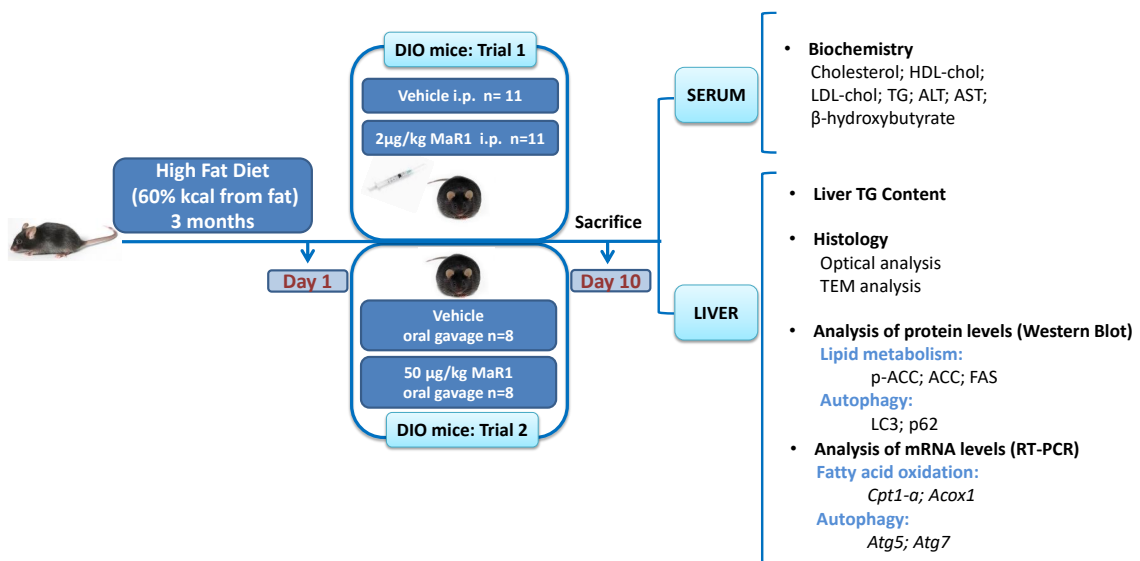 High Fat Diet
(60% kcal from fat)
3 months
Day 1
DIO mice: Trial 1
Vehicle i.p. n= 11
2µg/kg MaR1 i.p. n=11
Vehicle
oral gavage n=8
50 µg/kg MaR1
oral gavage n=8
DIO mice: Trial 2
Sacrifice
Day 10
SERUM
• Biochemistry
Cholesterol; HDL-chol;
LDL-chol; TG; ALT; AST;
β-hydroxybutyrate
LIVER
• Liver TG Content
• Histology
Optical analysis
TEM analysis
• Analysis of protein levels (Western Blot)
Lipid metabolism:
p-ACC; ACC; FAS
Autophagy:
LC3; p62
• Analysis of mRNA levels (RT-PCR)
Fatty acid oxidation:
Cpt1-a; Acox1
Autophagy:
Atg5; Atg7